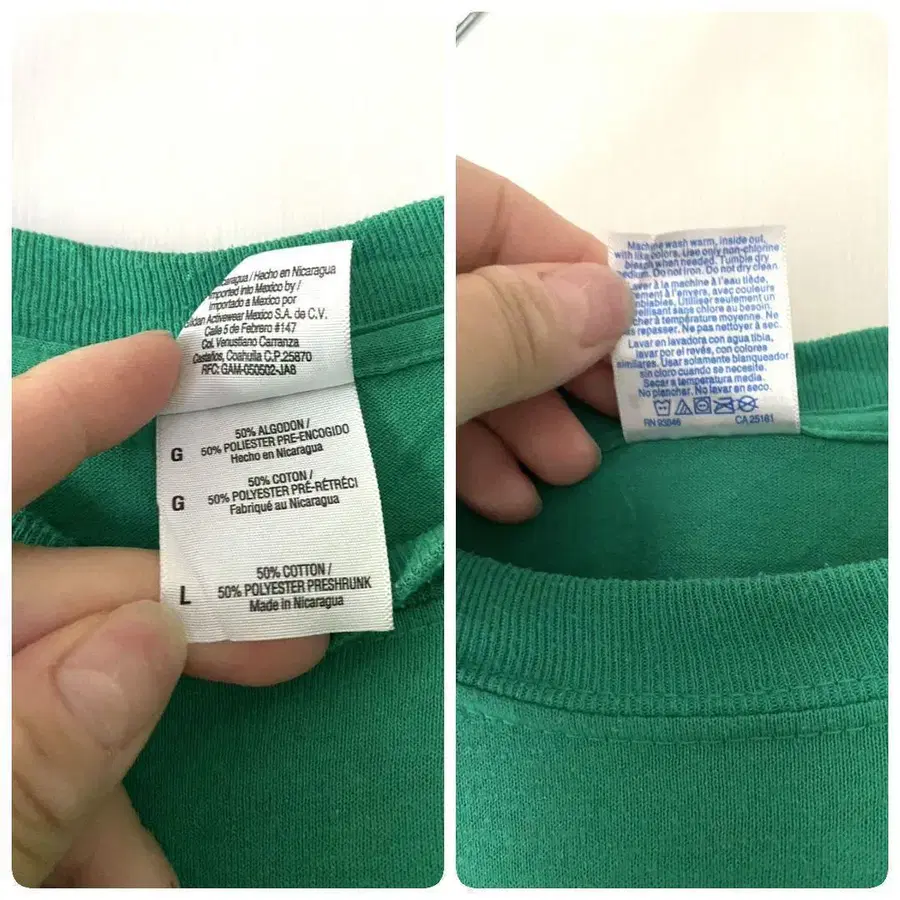 Nicaragua / Hecho en Nicaragua
Imported into Mexico by /
Importado a Mexico por
Gildan Activewear Mexico S.A. de C.V.
Calle 5 de Febrero #147
Col. Venustiano Carranza
Castaños, Coahuila C.P.25870
RFC: GAM-050502-JA8
G
50% ALGODON /
50% POLIESTER PRE-ENCOGIDO
Hecho en Nicaragua
G
50% COTON /
50% POLYESTER PRÉ-RÉTRÉCI
Fabriqué au Nicaragua
L
50% COTTON /
50% POLYESTER PRESHRUNK
Made in Nicaragua
Machine wash warm, inside out,
with like colors. Use only non-chlorine
bleach when needed. Tumble dry
medium. Do not iron. Do not dry clean.
Laver à la machine à l'eau tiède,
à l'envers, avec couleurs
Utiliser seulement un
sans chlore au besoin.
à température moyenne. Ne
pas repasser. Ne pas nettoyer à sec.
Lavar en lavadora con agua tibia,
lavar por el revés, con colores
similares. Usar solamente blanqueador
sin cloro cuando se necesite.
Secar a temperatura media.
No planchar. No lavar en seco.
RN 93846 CA 25161